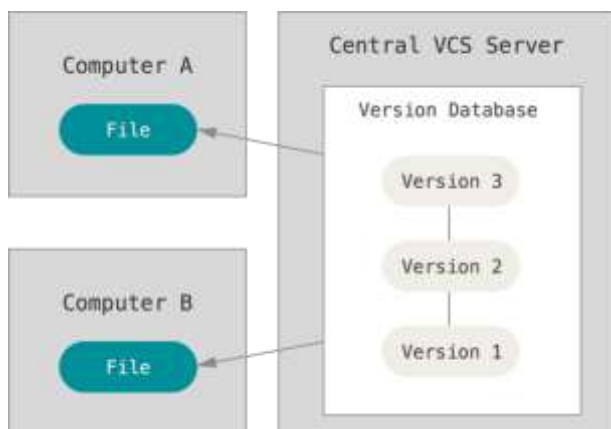 Computer A
File
Computer B
File
Central VCS Server
Version Database
Version 3
Version 2
Version 1